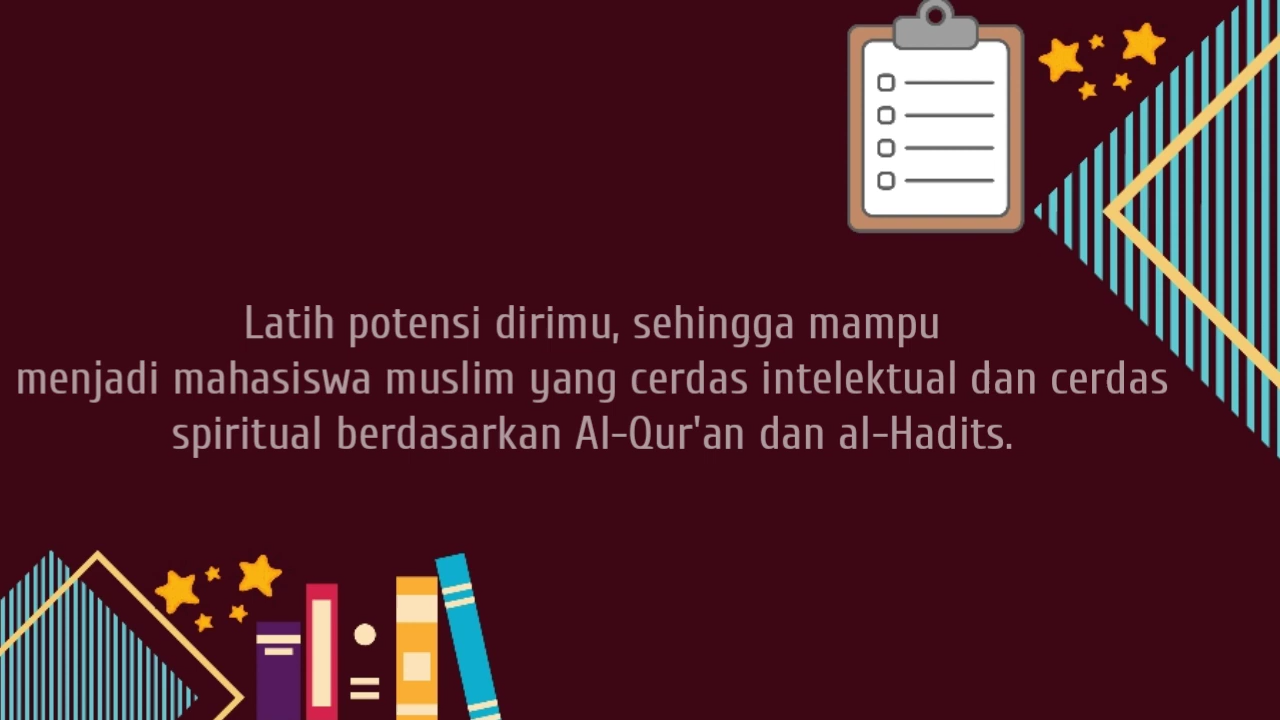 Latih potensi dirimu, sehingga mampu
menjadi mahasiswa muslim yang cerdas intelektual dan cerdas
spiritual berdasarkan Al-Qur'an dan al-Hadits.